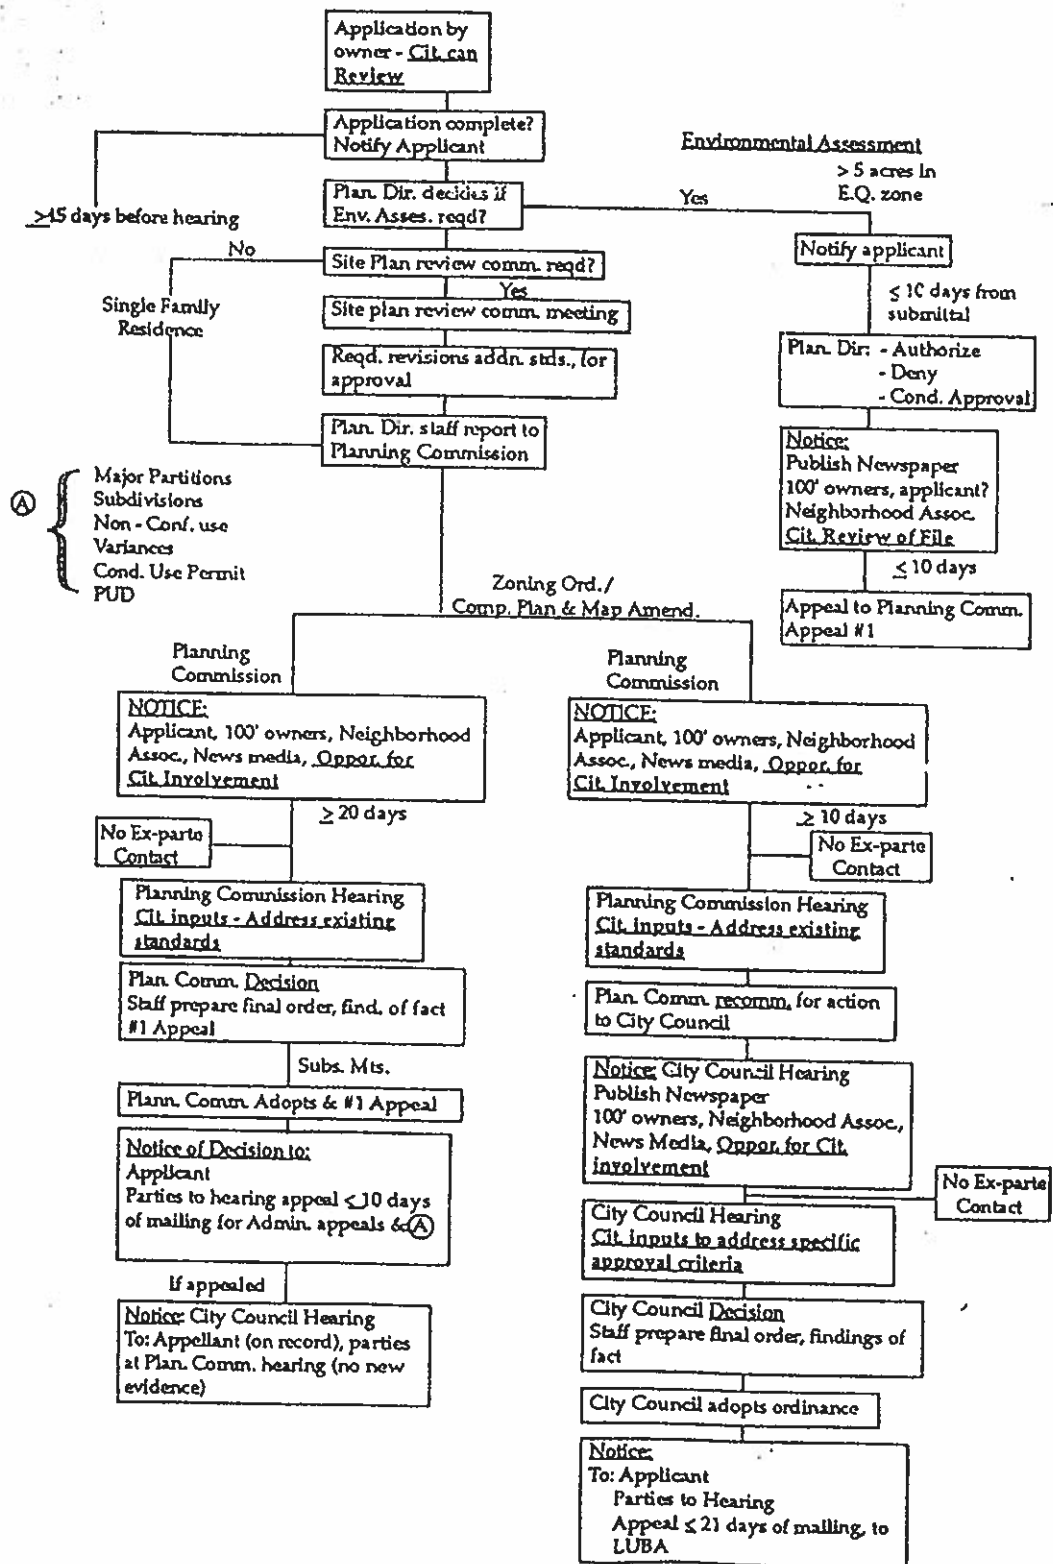 Application by
owner - Cit. can
Review
Application complete?
Notify Applicant
Environmental Assessment
> 5 acres in
E.Q. zone
Plan. Dir. decides if
Env. Asses. reqd?
Yes
≥45 days before hearing
No
Site Plan review comm. reqd?
Notify applicant
Yes
Single Family
Residence
Site plan review comm. meeting
≤ 10 days from
submittal
Reqd. revisions addn. stds., for
approval
Plan. Dir: - Authorize
- Deny
- Cond. Approval
Plan. Dir. staff report to
Planning Commission
Notice:
Publish Newspaper
100' owners, applicant?
Neighborhood Assoc.
Cit. Review of File
Ⓐ
Major Partitions
Subdivisions
Non - Conf. use
Variances
Cond. Use Permit
PUD
≤ 10 days
Zoning Ord./
Comp. Plan & Map Amend.
Appeal to Planning Comm.
Appeal #1
Planning
Commission
NOTICE:
Applicant, 100' owners, Neighborhood
Assoc., News media, Oppor. for
Cit. Involvement
≥ 20 days
No Ex-parte
Contact
Planning Commission Hearing
Cit. inputs - Address existing
standards
Plan. Comm. Decision
Staff prepare final order, find. of fact
#1 Appeal
Subs. Mts.
Plann. Comm. Adopts & #1 Appeal
Notice of Decision to:
Applicant
Parties to hearing appeal ≤ 10 days
of mailing for Admin. appeals & Ⓐ
If appealed
Notice: City Council Hearing
To: Appellant (on record), parties
at Plan. Comm. hearing (no new
evidence)
Planning
Commission
NOTICE:
Applicant, 100' owners, Neighborhood
Assoc., News media, Oppor. for
Cit. Involvement
≥ 10 days
No Ex-parte
Contact
Planning Commission Hearing
Cit. inputs - Address existing
standards
Plan. Comm. recomm. for action
to City Council
Notice: City Council Hearing
Publish Newspaper
100' owners, Neighborhood Assoc.,
News Media, Oppor. for Cit.
involvement
No Ex-parte
Contact
City Council Hearing
Cit. inputs to address specific
approval criteria
City Council Decision
Staff prepare final order, findings of
fact
City Council adopts ordinance
Notice:
To: Applicant
Parties to Hearing
Appeal ≤ 21 days of mailing, to
LUBA